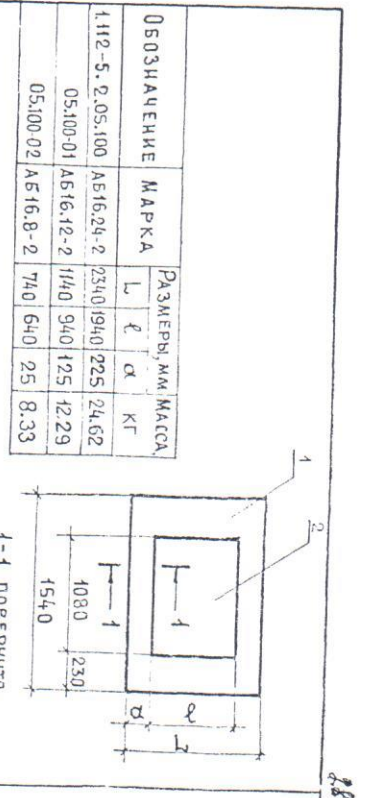 28
ОБОЗНАЧЕНИЕ МАРКА РАЗМЕРЫ, ММ МАССА,
L ℓ α КГ
1.112-5.2.05.100 АБ16.24-2 2340 1940 225 24.62
05.100-01 АБ16.12-2 1140 940 125 12.29
05.100-02 АБ16.8-2 740 640 25 8.33
1
2
1
1
1080
230
1540
α
ℓ
L
1-1 ПОВЕРНУТО